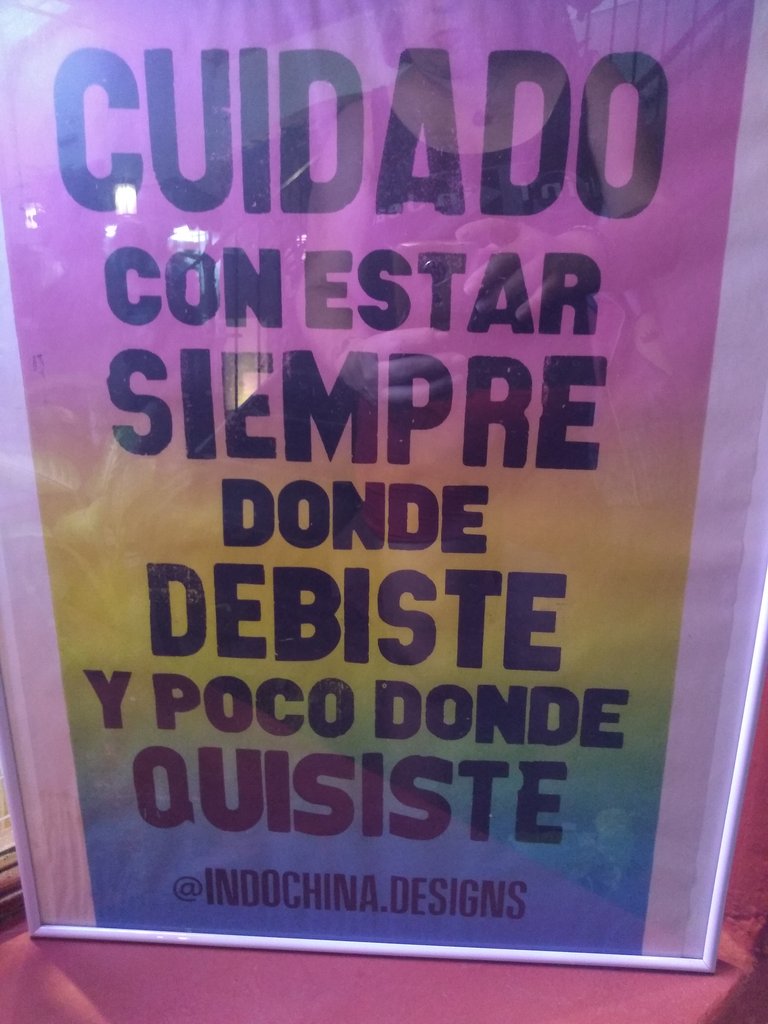 CUIDADO
CON ESTAR
SIEMPRE
DONDE
DEBISTE
Y POCO DONDE
QUISISTE
@INDOCHINA.DESIGNS